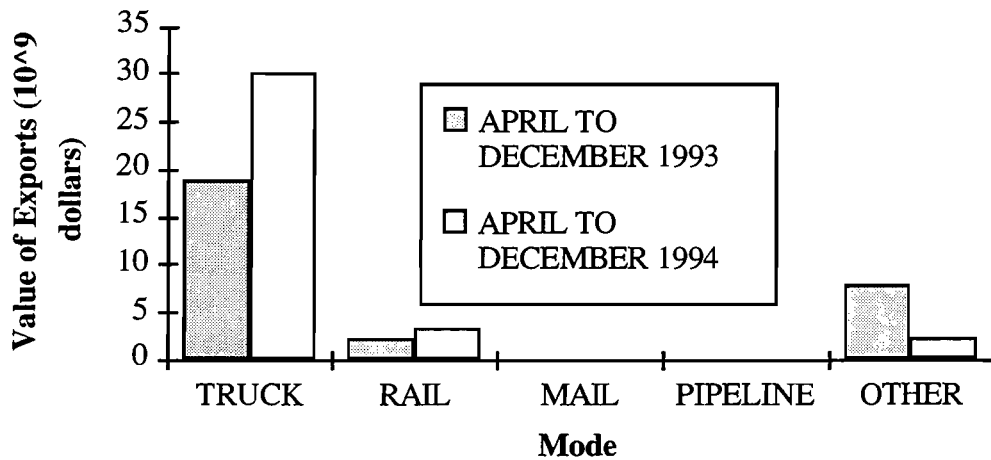 Value of Exports (10^9
dollars)
35
30
25
20
15
10
5
0
APRIL TO
DECEMBER 1993
APRIL TO
DECEMBER 1994
TRUCK
RAIL
MAIL
PIPELINE
OTHER
Mode